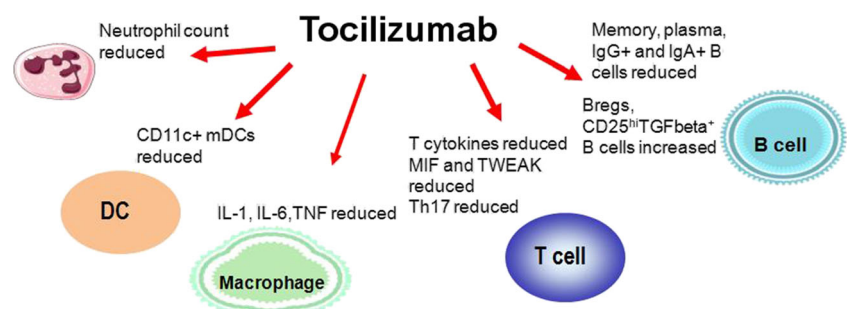 Tocilizumab
Neutrophil count
reduced
CD11c+ mDCs
reduced
DC
IL-1, IL-6,TNF reduced
Macrophage
T cytokines reduced
MIF and TWEAK
reduced
Th17 reduced
T cell
Memory, plasma,
IgG+ and IgA+ B
cells reduced
Bregs,
CD25ʰⁱTGFbeta⁺
B cells increased
B cell